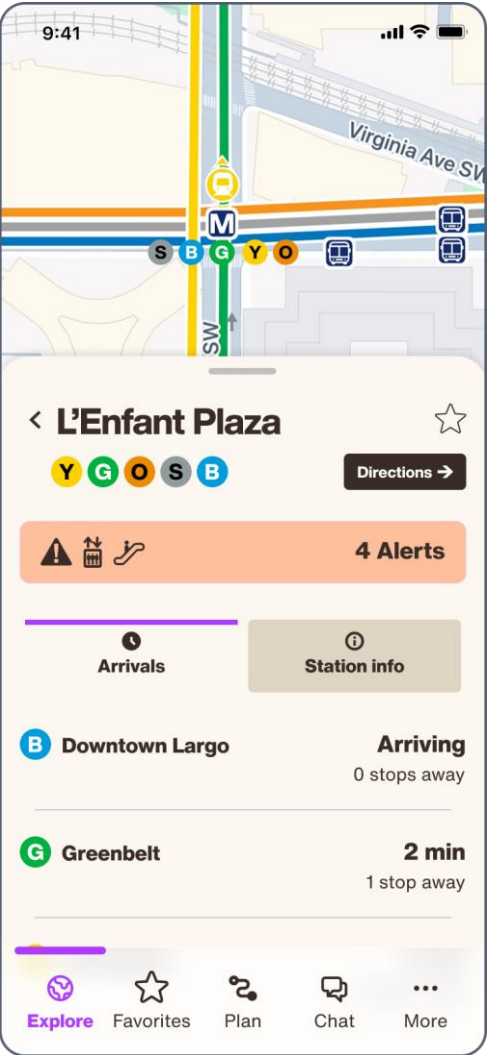 9:41
Virginia Ave SW
M
S B G Y O
SW
L’Enfant Plaza
Y G O S B
Directions →
4 Alerts
Arrivals
Station info
B Downtown Largo
Arriving
0 stops away
G Greenbelt
2 min
1 stop away
Explore
Favorites
Plan
Chat
More